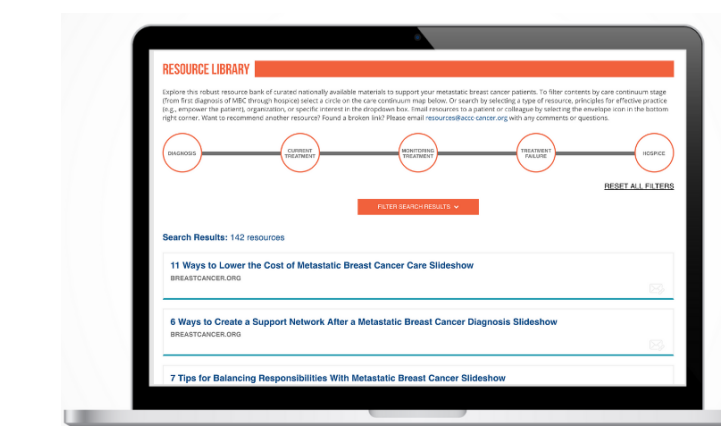 RESOURCE LIBRARY
Explore this robust resource bank of curated nationally available materials to support your metastatic breast cancer patients. To filter contents by care continuum stage
(from first diagnosis of MBC through hospice) select a circle on the care continuum map below. Or search by selecting a type of resource, principles for effective practice
(e.g., empower the patient), organization, or specific interest in the dropdown box. Email resources to a patient or colleague by selecting the envelope icon in the bottom
right corner. Want to recommend another resource? Found a broken link? Please email resources@accc-cancer.org with any comments or questions.
DIAGNOSIS
CURRENT
TREATMENT
MONITORING
TREATMENT
TREATMENT
FAILURE
HOSPICE
RESET ALL FILTERS
FILTER SEARCH RESULTS
Search Results: 142 resources
11 Ways to Lower the Cost of Metastatic Breast Cancer Care Slideshow
BREASTCANCER.ORG
6 Ways to Create a Support Network After a Metastatic Breast Cancer Diagnosis Slideshow
BREASTCANCER.ORG
7 Tips for Balancing Responsibilities With Metastatic Breast Cancer Slideshow